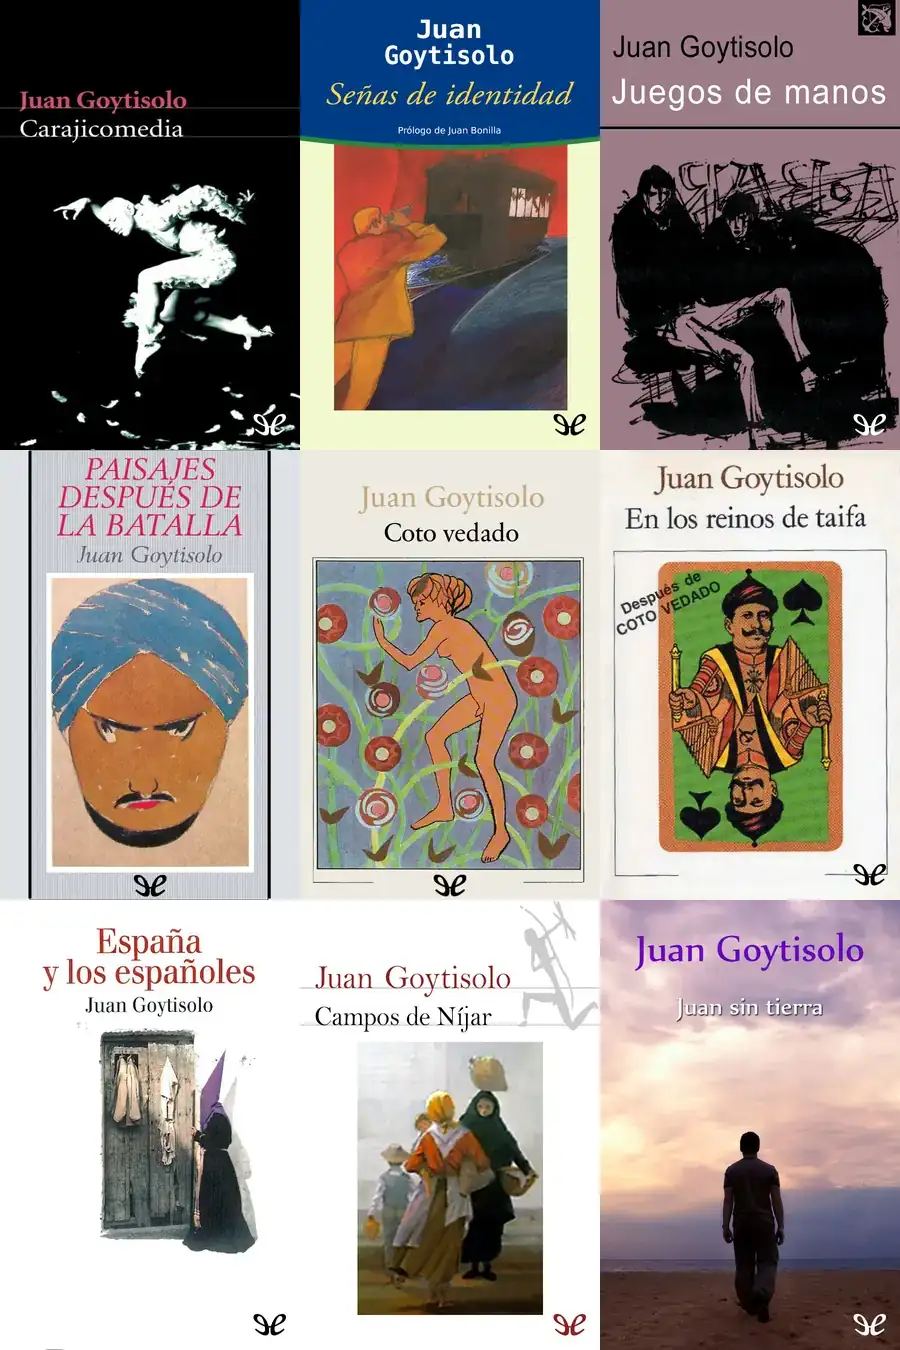 Juan Goytisolo
Carajicomedia
Juan
Goytisolo
Señas de identidad
Prólogo de Juan Bonilla
Juan Goytisolo
Juegos de manos
PAISAJES
DESPUÉS DE
LA BATALLA
Juan Goytisolo
Juan Goytisolo
Coto vedado
Juan Goytisolo
En los reinos de taifa
Después de
COTO VEDADO
España
y los españoles
Juan Goytisolo
Juan Goytisolo
Campos de Níjar
Juan Goytisolo
Juan sin tierra